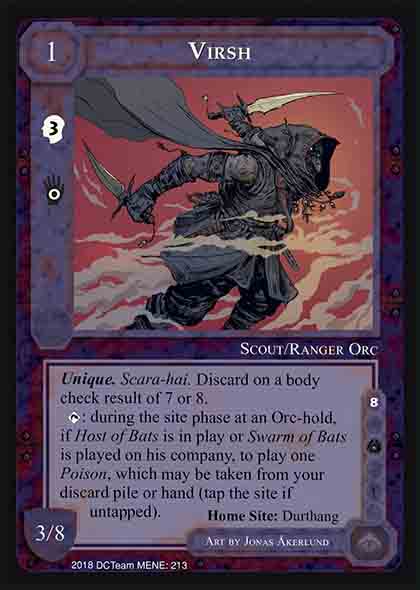 1
Virsh
3
0
Scout/Ranger Orc
Unique. Scara-hai. Discard on a body
check result of 7 or 8.
: during the site phase at an Orc-hold,
if Host of Bats is in play or Swarm of Bats
is played on his company, to play one
Poison, which may be taken from your
discard pile or hand (tap the site if
untapped).
Home Site: Durthang
8
3/8
Art by Jonas Åkerlund
2018 DCTeam MENE: 213